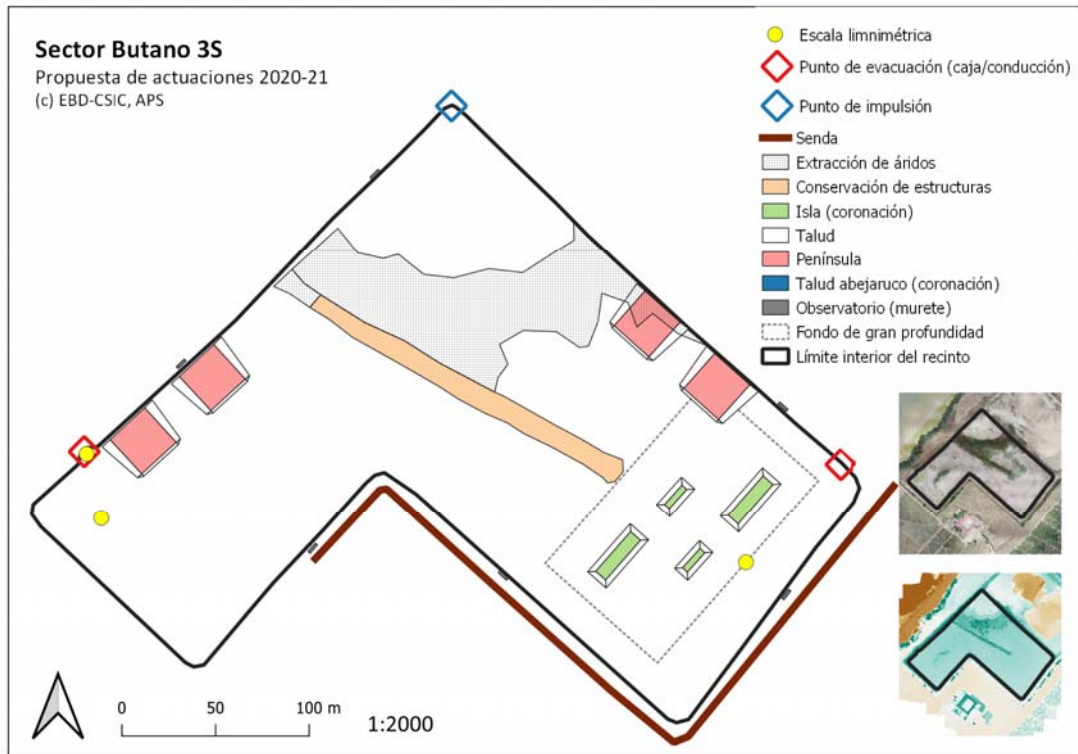 Sector Butano 3S
Propuesta de actuaciones 2020-21
(c) EBD-CSIC, APS
Escala limnimétrica
Punto de evacuación (caja/conducción)
Punto de impulsión
Senda
Extracción de áridos
Conservación de estructuras
Isla (coronación)
Talud
Península
Talud abejaruco (coronación)
Observatorio (murete)
Fondo de gran profundidad
Límite interior del recinto
0 50 100 m
1:2000